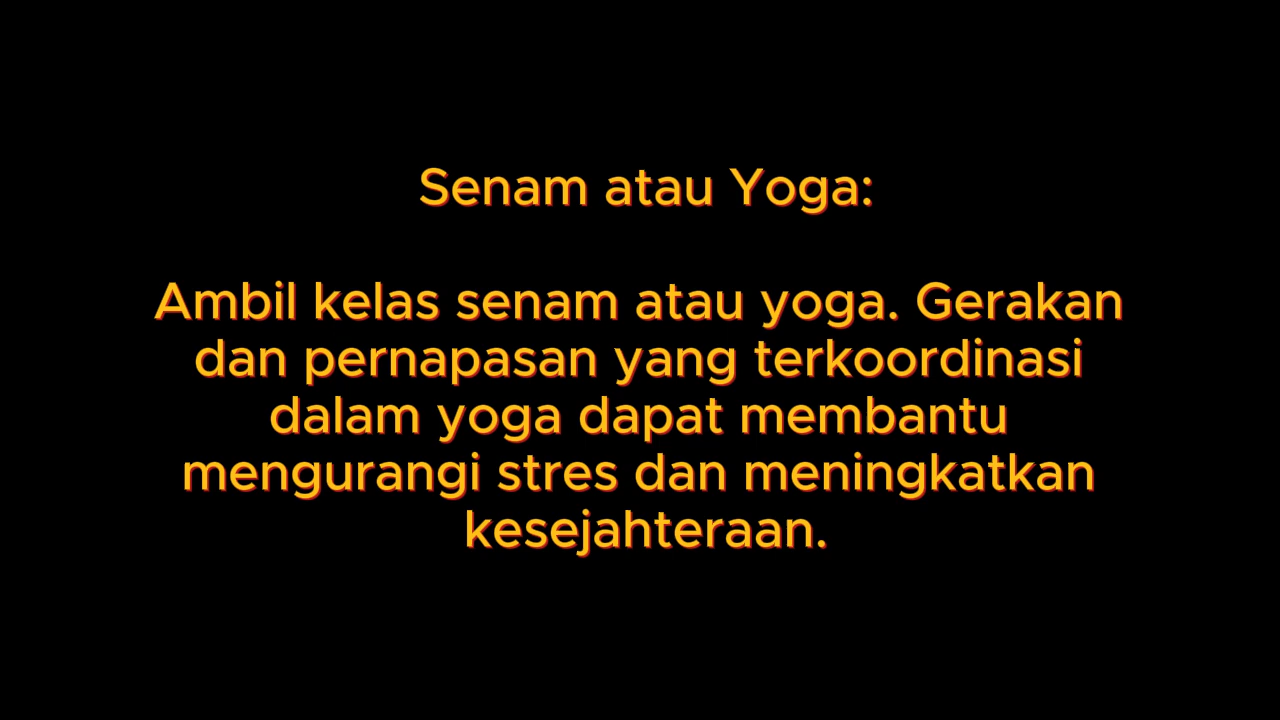 Senam atau Yoga:
Ambil kelas senam atau yoga. Gerakan
dan pernapasan yang terkoordinasi
dalam yoga dapat membantu
mengurangi stres dan meningkatkan
kesejahteraan.